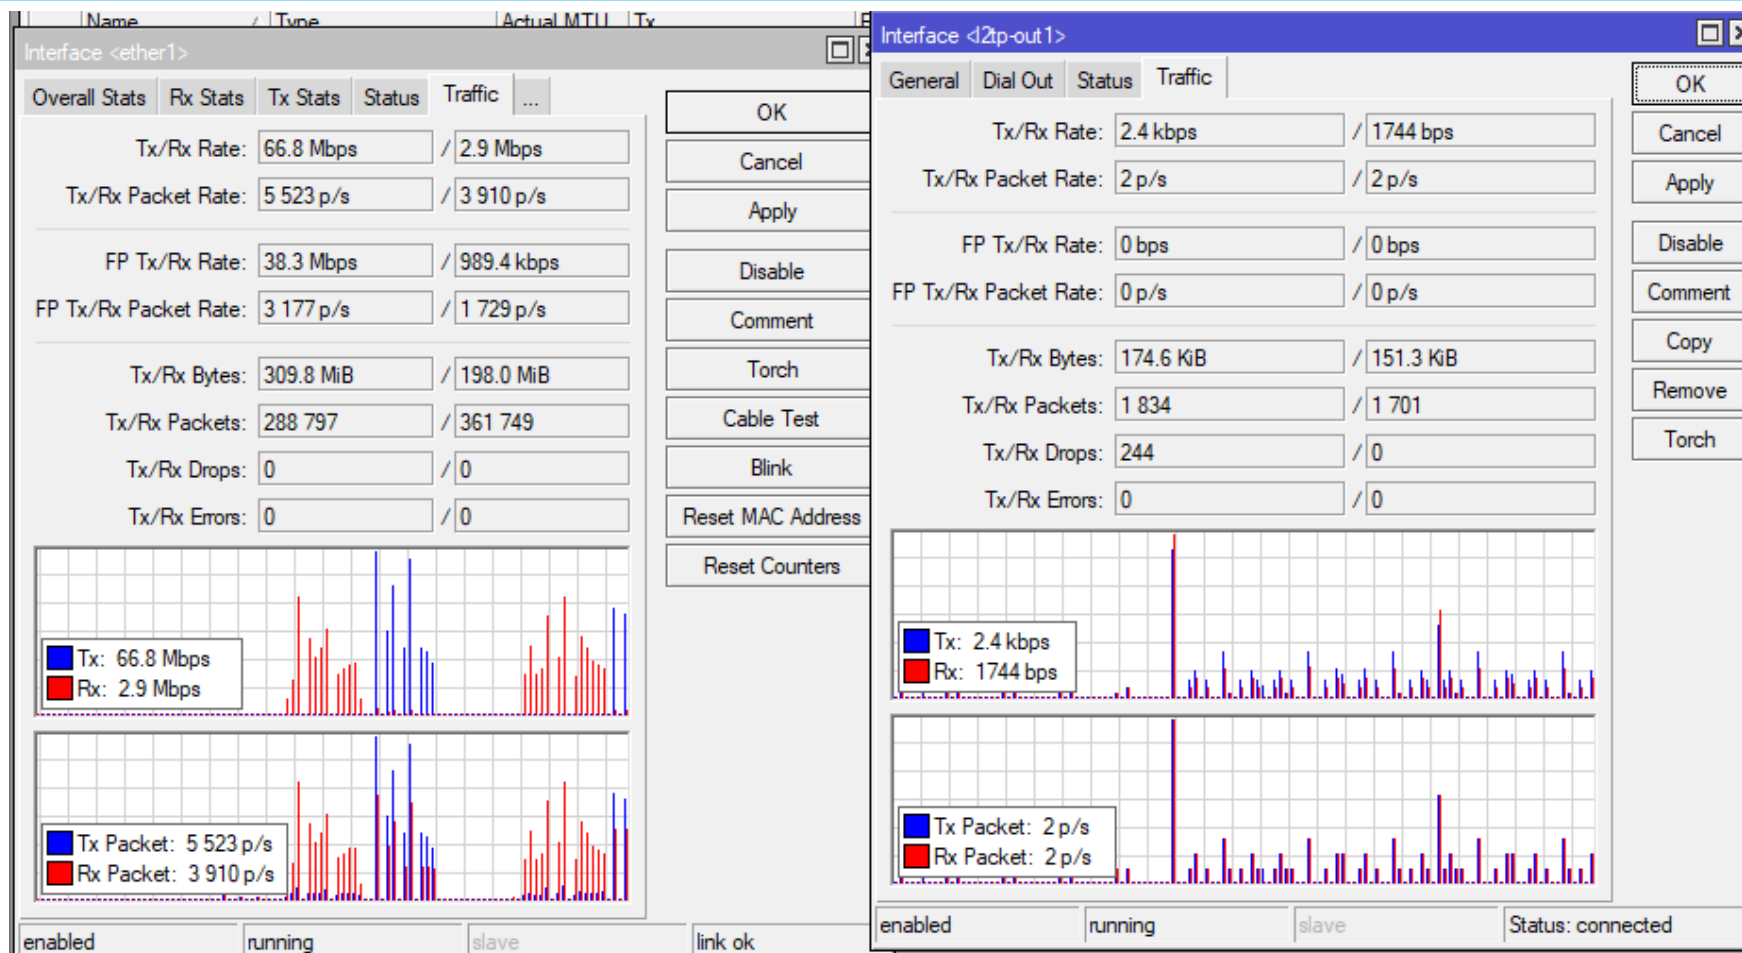 Name / Type Actual MTU Tx
Interface <ether1>
Overall Stats Rx Stats Tx Stats Status Traffic ...
Tx/Rx Rate: 66.8 Mbps / 2.9 Mbps
Tx/Rx Packet Rate: 5 523 p/s / 3 910 p/s
FP Tx/Rx Rate: 38.3 Mbps / 989.4 kbps
FP Tx/Rx Packet Rate: 3 177 p/s / 1 729 p/s
Tx/Rx Bytes: 309.8 MiB / 198.0 MiB
Tx/Rx Packets: 288 797 / 361 749
Tx/Rx Drops: 0 / 0
Tx/Rx Errors: 0 / 0
Tx: 66.8 Mbps
Rx: 2.9 Mbps
Tx Packet: 5 523 p/s
Rx Packet: 3 910 p/s
OK
Cancel
Apply
Disable
Comment
Torch
Cable Test
Blink
Reset MAC Address
Reset Counters
enabled running slave link ok
Interface <l2tp-out1>
General Dial Out Status Traffic
Tx/Rx Rate: 2.4 kbps / 1744 bps
Tx/Rx Packet Rate: 2 p/s / 2 p/s
FP Tx/Rx Rate: 0 bps / 0 bps
FP Tx/Rx Packet Rate: 0 p/s / 0 p/s
Tx/Rx Bytes: 174.6 KiB / 151.3 KiB
Tx/Rx Packets: 1 834 / 1 701
Tx/Rx Drops: 244 / 0
Tx/Rx Errors: 0 / 0
Tx: 2.4 kbps
Rx: 1744 bps
Tx Packet: 2 p/s
Rx Packet: 2 p/s
OK
Cancel
Apply
Disable
Comment
Copy
Remove
Torch
enabled running slave Status: connected